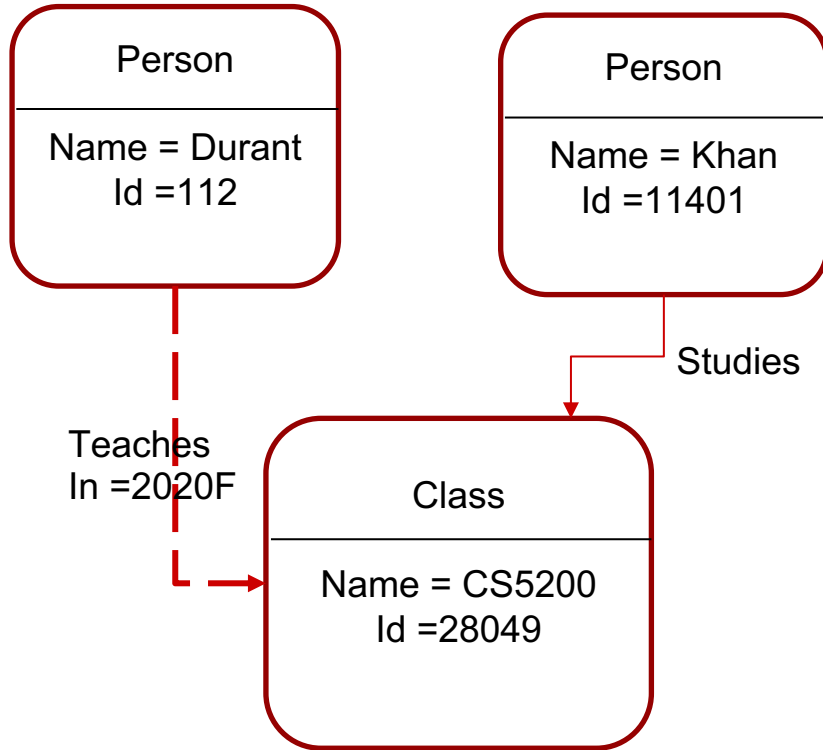 Person
Name = Durant
Id =112
Person
Name = Khan
Id =11401
Studies
Teaches
In =2020F
Class
Name = CS5200
Id =28049